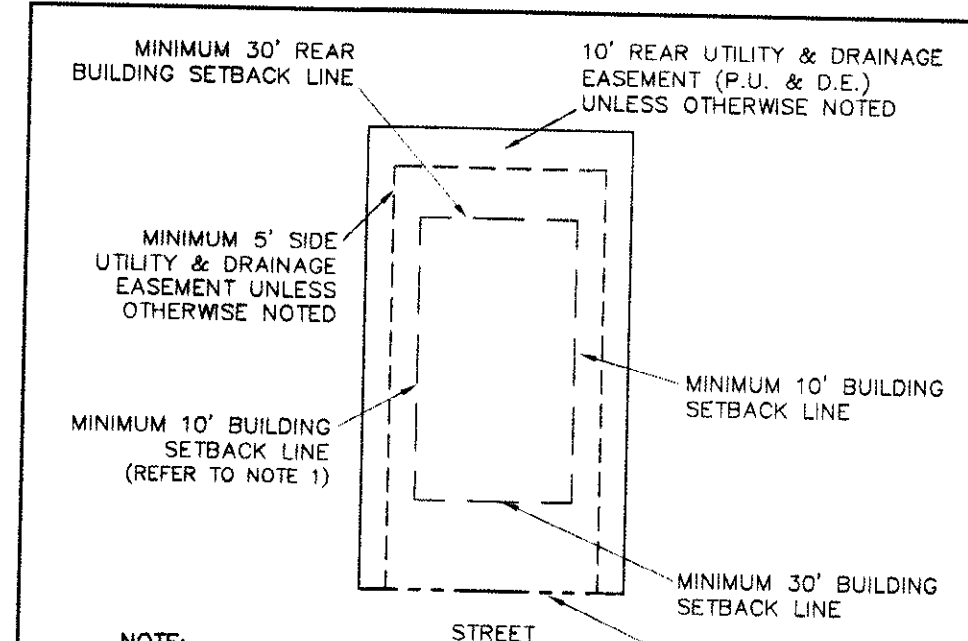 MINIMUM 30' REAR
BUILDING SETBACK LINE
10' REAR UTILITY & DRAINAGE
EASEMENT (P.U. & D.E.)
UNLESS OTHERWISE NOTED
MINIMUM 5' SIDE
UTILITY & DRAINAGE
EASEMENT UNLESS
OTHERWISE NOTED
MINIMUM 10' BUILDING
SETBACK LINE
MINIMUM 10' BUILDING
SETBACK LINE
(REFER TO NOTE 1)
MINIMUM 30' BUILDING
SETBACK LINE
STREET
NOTE: